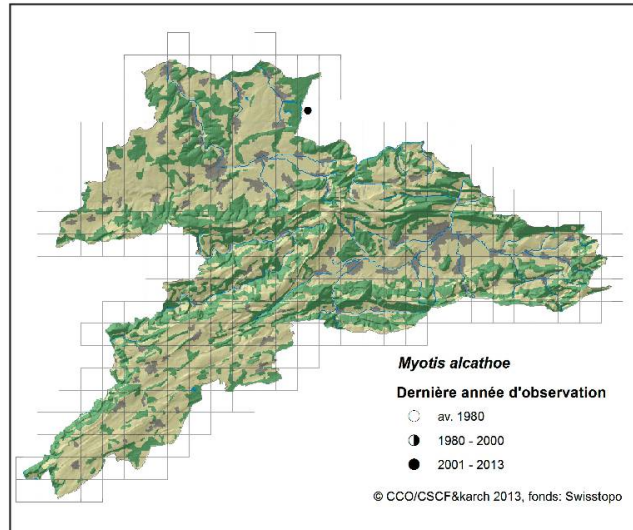 Myotis alcathoe
Dernière année d'observation
av. 1980
1980 - 2000
2001 - 2013
© CCO/CSCF&karch 2013, fonds: Swisstopo